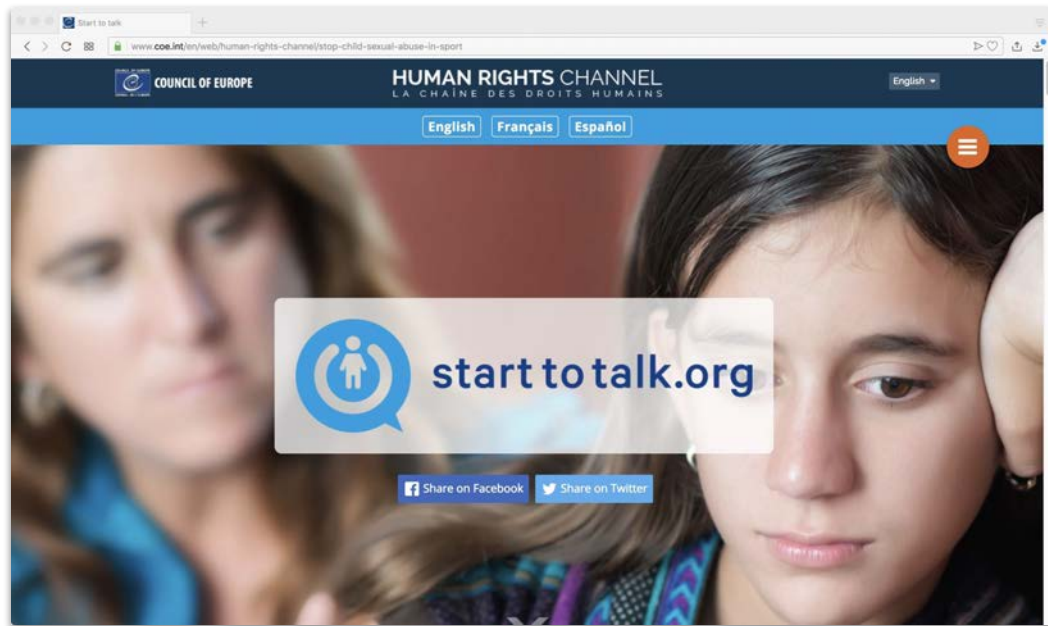 Start to talk
www.coe.int/en/web/human-rights-channel/stop-child-sexual-abuse-in-sport
COUNCIL OF EUROPE
HUMAN RIGHTS CHANNEL
LA CHAÎNE DES DROITS HUMAINS
English
English Français Español
start to talk.org
Share on Facebook Share on Twitter